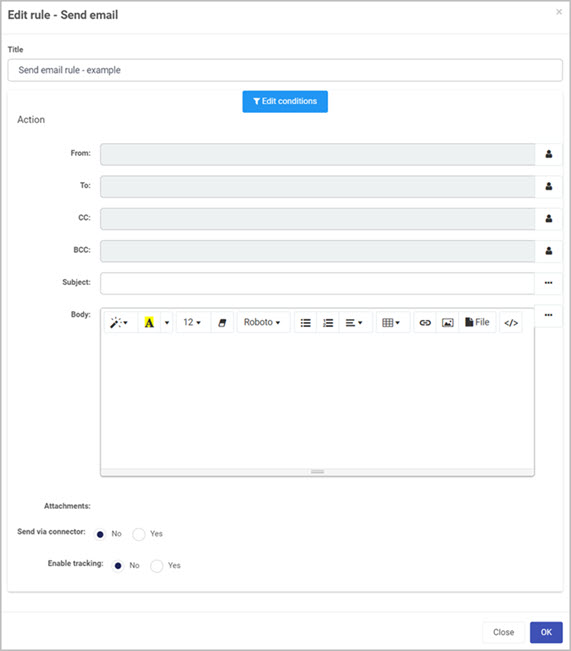 Edit rule - Send email ×
Title
Send email rule - example
Edit conditions
Action
From:
To:
CC:
BCC:
Subject: •••
Body: •••
A 12 Roboto File </>
Attachments:
Send via connector: No Yes
Enable tracking: No Yes
Close OK